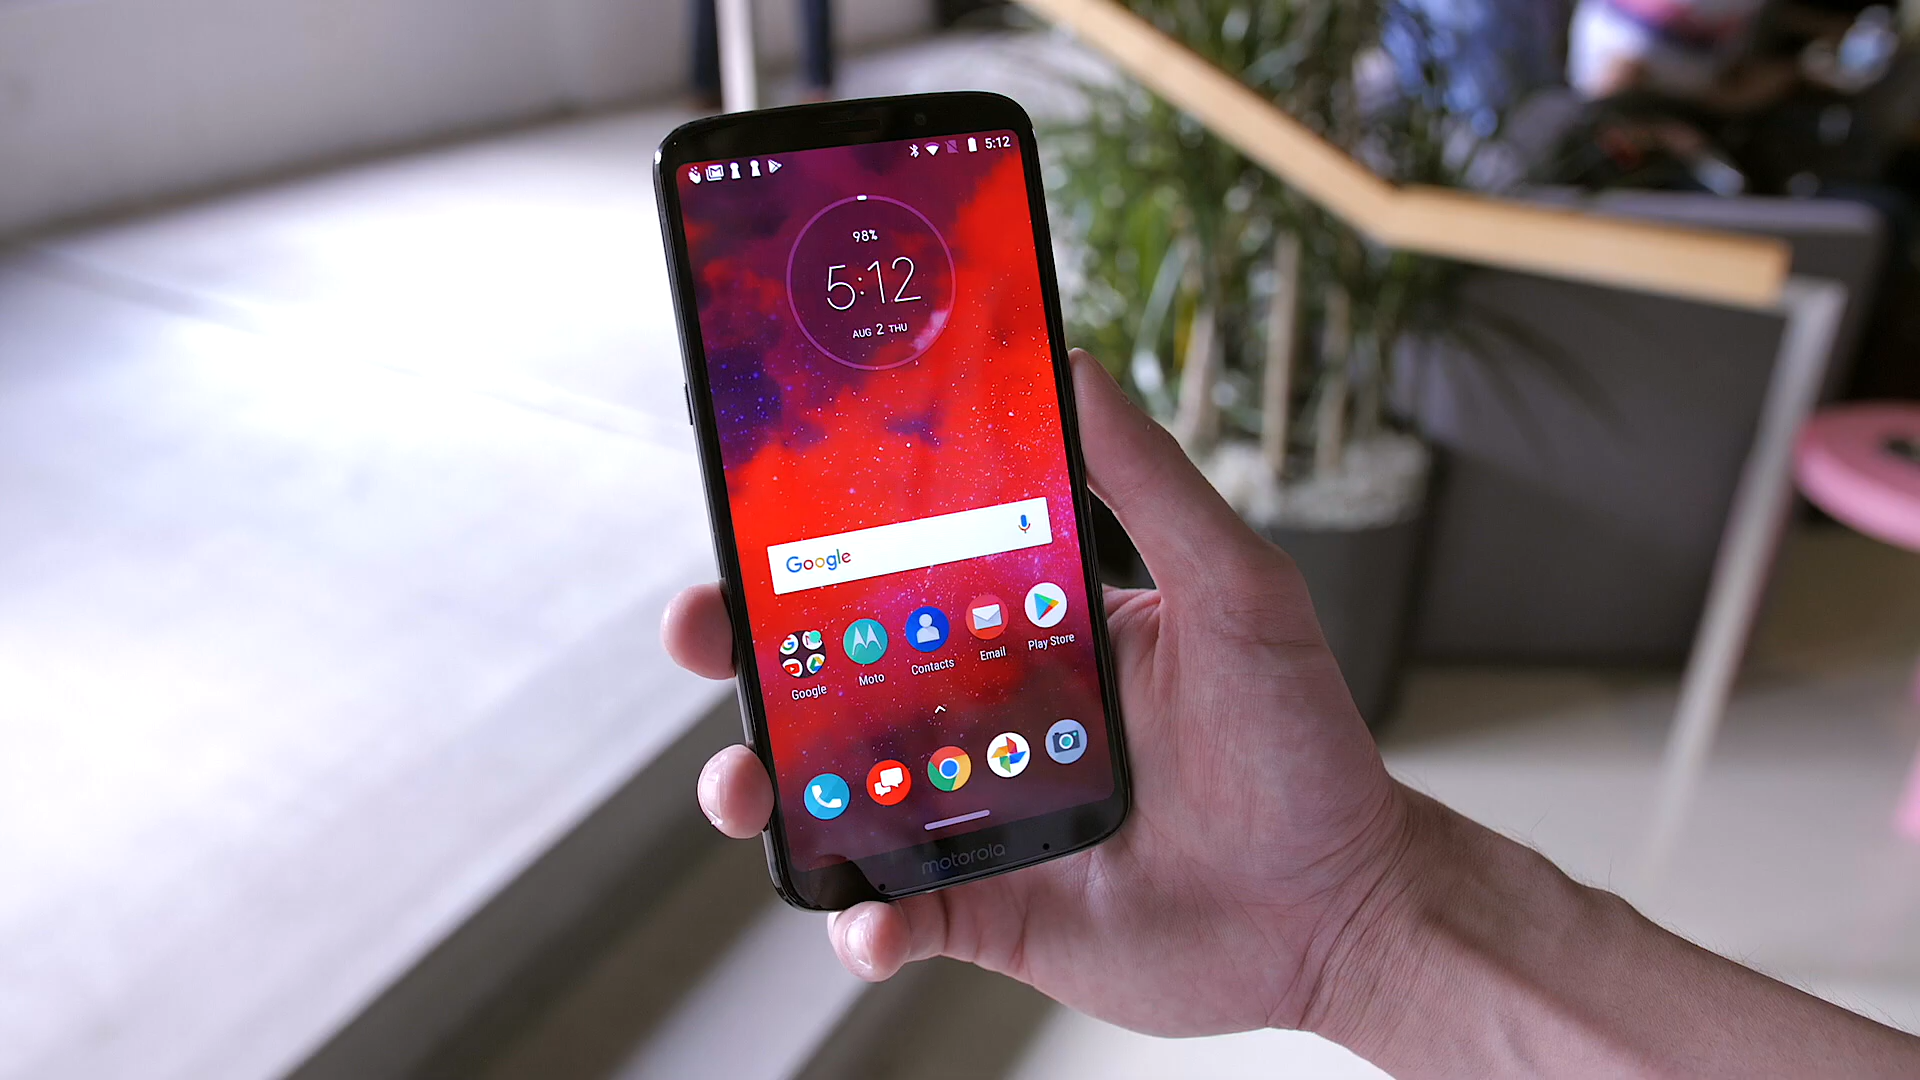 5:12
98%
5:12
AUG 2 THU
Google
Google
Moto
Contacts
Email
Play Store
motorola